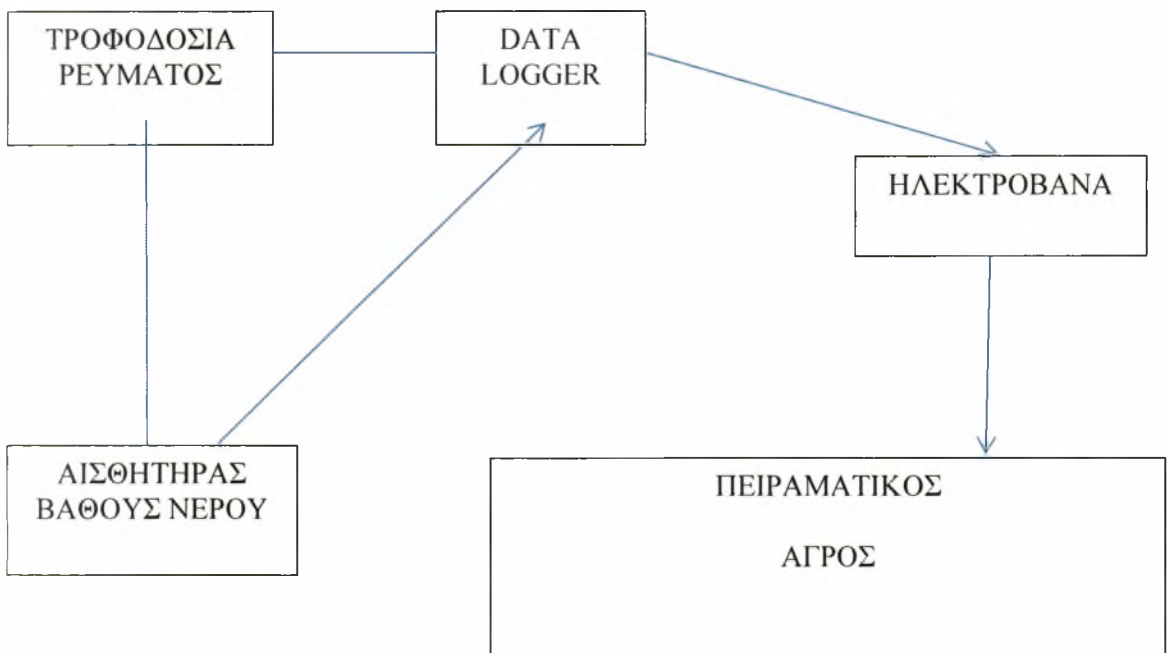 ΤΡΟΦΟΔΟΣΙΑ
ΡΕΥΜΑΤΟΣ
DATA
LOGGER
ΗΛΕΚΤΡΟΒΑΝΑ
ΑΙΣΘΗΤΗΡΑΣ
ΒΑΘΟΥΣ ΝΕΡΟΥ
ΠΕΙΡΑΜΑΤΙΚΟΣ
ΑΓΡΟΣ